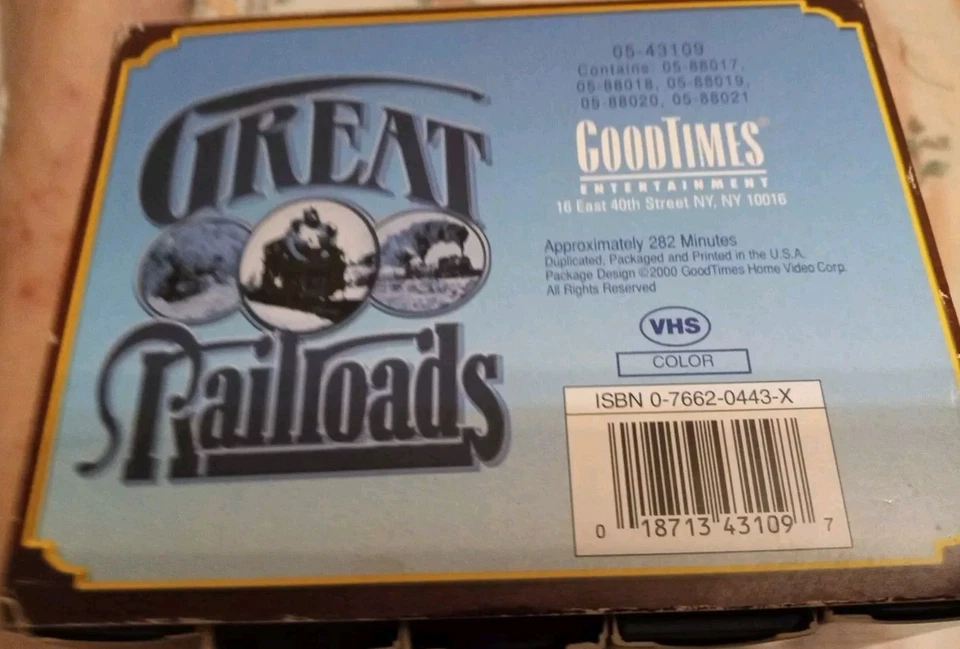 GREAT
Railroads
05-43109
Contains: 05-88017,
05-88018, 05-88019,
05-88020, 05-88021
GOODTIMES®
ENTERTAINMENT
16 East 40th Street NY, NY 10016
Approximately 282 Minutes
Duplicated, Packaged and Printed in the U.S.A.
Package Design ©2000 GoodTimes Home Video Corp.
All Rights Reserved
VHS
COLOR
ISBN 0-7662-0443-X
0 18713 43109 7